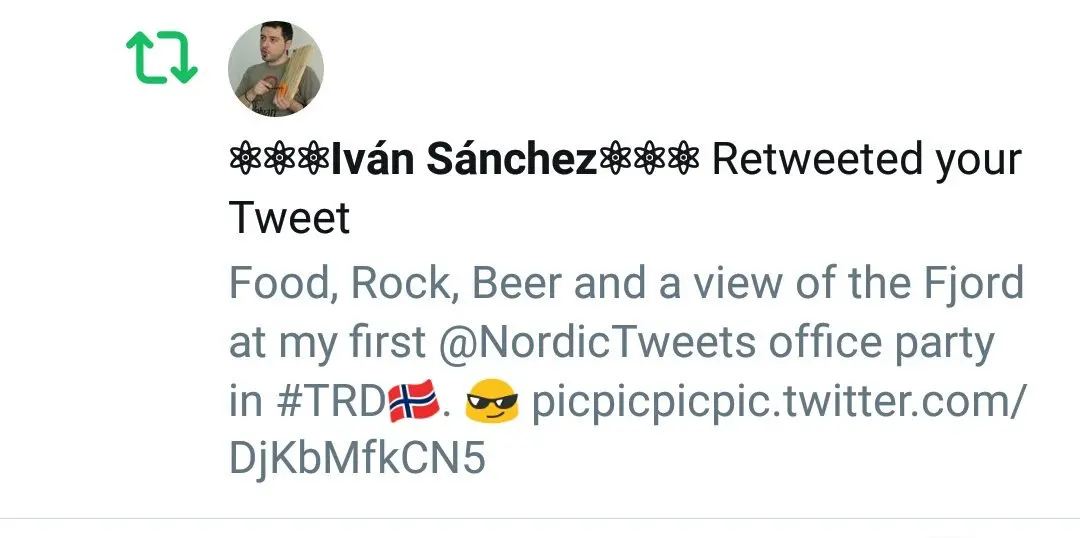 ⚛⚛⚛Iván Sánchez⚛⚛⚛ Retweeted your
Tweet
Food, Rock, Beer and a view of the Fjord
at my first @NordicTweets office party
in #TRD🇳🇴. 😎 picpicpicpic.twitter.com/
DjKbMfkCN5